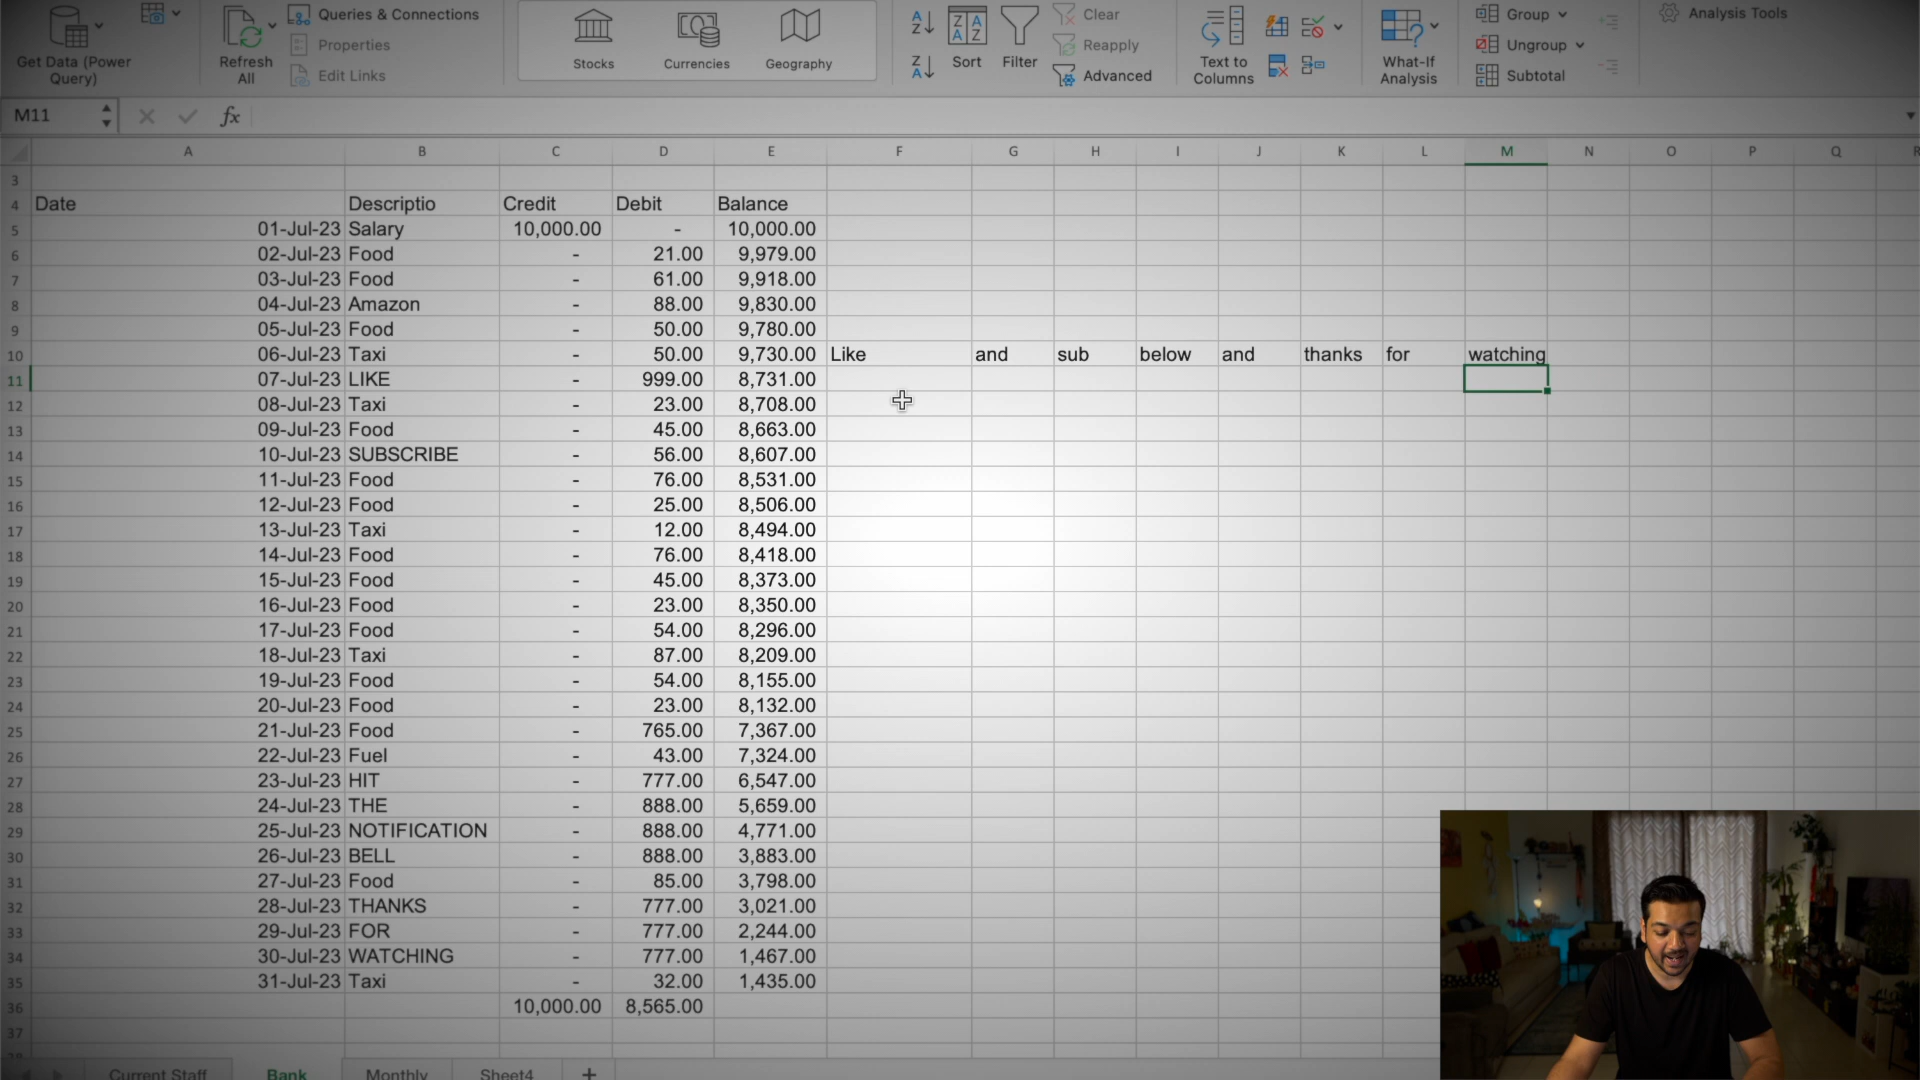 Get Data (Power Query)
Refresh All
Queries & Connections
Properties
Edit Links
Stocks
Currencies
Geography
Sort
Filter
Clear
Reapply
Advanced
Text to Columns
What-If Analysis
Group
Ungroup
Subtotal
Analysis Tools
M11
fx
A B C D E F G H I J K L M N O P Q R
3
4 Date Descriptio Credit Debit Balance
5 01-Jul-23 Salary 10,000.00 - 10,000.00
6 02-Jul-23 Food - 21.00 9,979.00
7 03-Jul-23 Food - 61.00 9,918.00
8 04-Jul-23 Amazon - 88.00 9,830.00
9 05-Jul-23 Food - 50.00 9,780.00
10 06-Jul-23 Taxi - 50.00 9,730.00 Like and sub below and thanks for watching
11 07-Jul-23 LIKE - 999.00 8,731.00
12 08-Jul-23 Taxi - 23.00 8,708.00
13 09-Jul-23 Food - 45.00 8,663.00
14 10-Jul-23 SUBSCRIBE - 56.00 8,607.00
15 11-Jul-23 Food - 76.00 8,531.00
16 12-Jul-23 Food - 25.00 8,506.00
17 13-Jul-23 Taxi - 12.00 8,494.00
18 14-Jul-23 Food - 76.00 8,418.00
19 15-Jul-23 Food - 45.00 8,373.00
20 16-Jul-23 Food - 23.00 8,350.00
21 17-Jul-23 Food - 54.00 8,296.00
22 18-Jul-23 Taxi - 87.00 8,209.00
23 19-Jul-23 Food - 54.00 8,155.00
24 20-Jul-23 Food - 23.00 8,132.00
25 21-Jul-23 Food - 765.00 7,367.00
26 22-Jul-23 Fuel - 43.00 7,324.00
27 23-Jul-23 HIT - 777.00 6,547.00
28 24-Jul-23 THE - 888.00 5,659.00
29 25-Jul-23 NOTIFICATION - 888.00 4,771.00
30 26-Jul-23 BELL - 888.00 3,883.00
31 27-Jul-23 Food - 85.00 3,798.00
32 28-Jul-23 THANKS - 777.00 3,021.00
33 29-Jul-23 FOR - 777.00 2,244.00
34 30-Jul-23 WATCHING - 777.00 1,467.00
35 31-Jul-23 Taxi - 32.00 1,435.00
36 10,000.00 8,565.00
37
Current Staff Bank Monthly Sheet4 +